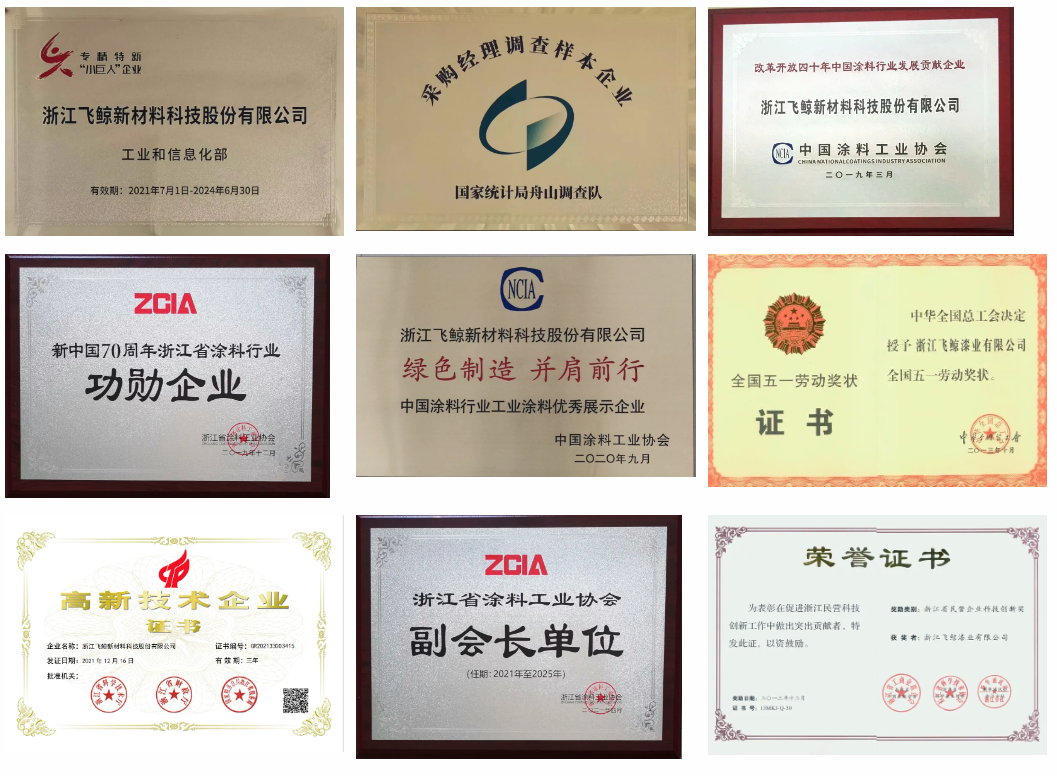 专精特新
“小巨人”企业
浙江飞鲸新材料科技股份有限公司
工业和信息化部
有效期：2021年7月1日-2024年6月30日
采购经理调查样本企业
国家统计局舟山调查队
改革开放四十年中国涂料行业发展贡献企业
浙江飞鲸新材料科技股份有限公司
NCIA
中国涂料工业协会
CHINA NATIONAL COATINGS INDUSTRY ASSOCIATION
二〇一九年三月
ZCIA
新中国70周年浙江省涂料行业
功勋企业
浙江省涂料工业协会
二〇一九年十二月
NCIA
浙江飞鲸新材料科技股份有限公司
绿色制造 并肩前行
中国涂料行业工业涂料优秀展示企业
中国涂料工业协会
二〇二〇年九月
全国五一劳动奖状
证书
中华全国总工会决定
授予浙江飞鲸漆业有限公司
全国五一劳动奖状。
二〇一三年十月
高新技术企业
证书
企业名称：浙江飞鲸新材料科技股份有限公司
证书编号：GR202133003415
发证日期：2021年12月16日
有效期：三年
批准机关：
ZCIA
浙江省涂料工业协会
副会长单位
(任期：2021年至2025年)
浙江省涂料工业协会
荣誉证书
为表彰在促进浙江民营科技
创新工作中做出突出贡献者，特
发此证，以资鼓励。
奖励类别：浙江省民营企业科技创新奖
获奖者：浙江飞鲸漆业有限公司
奖励日期：
证书号：